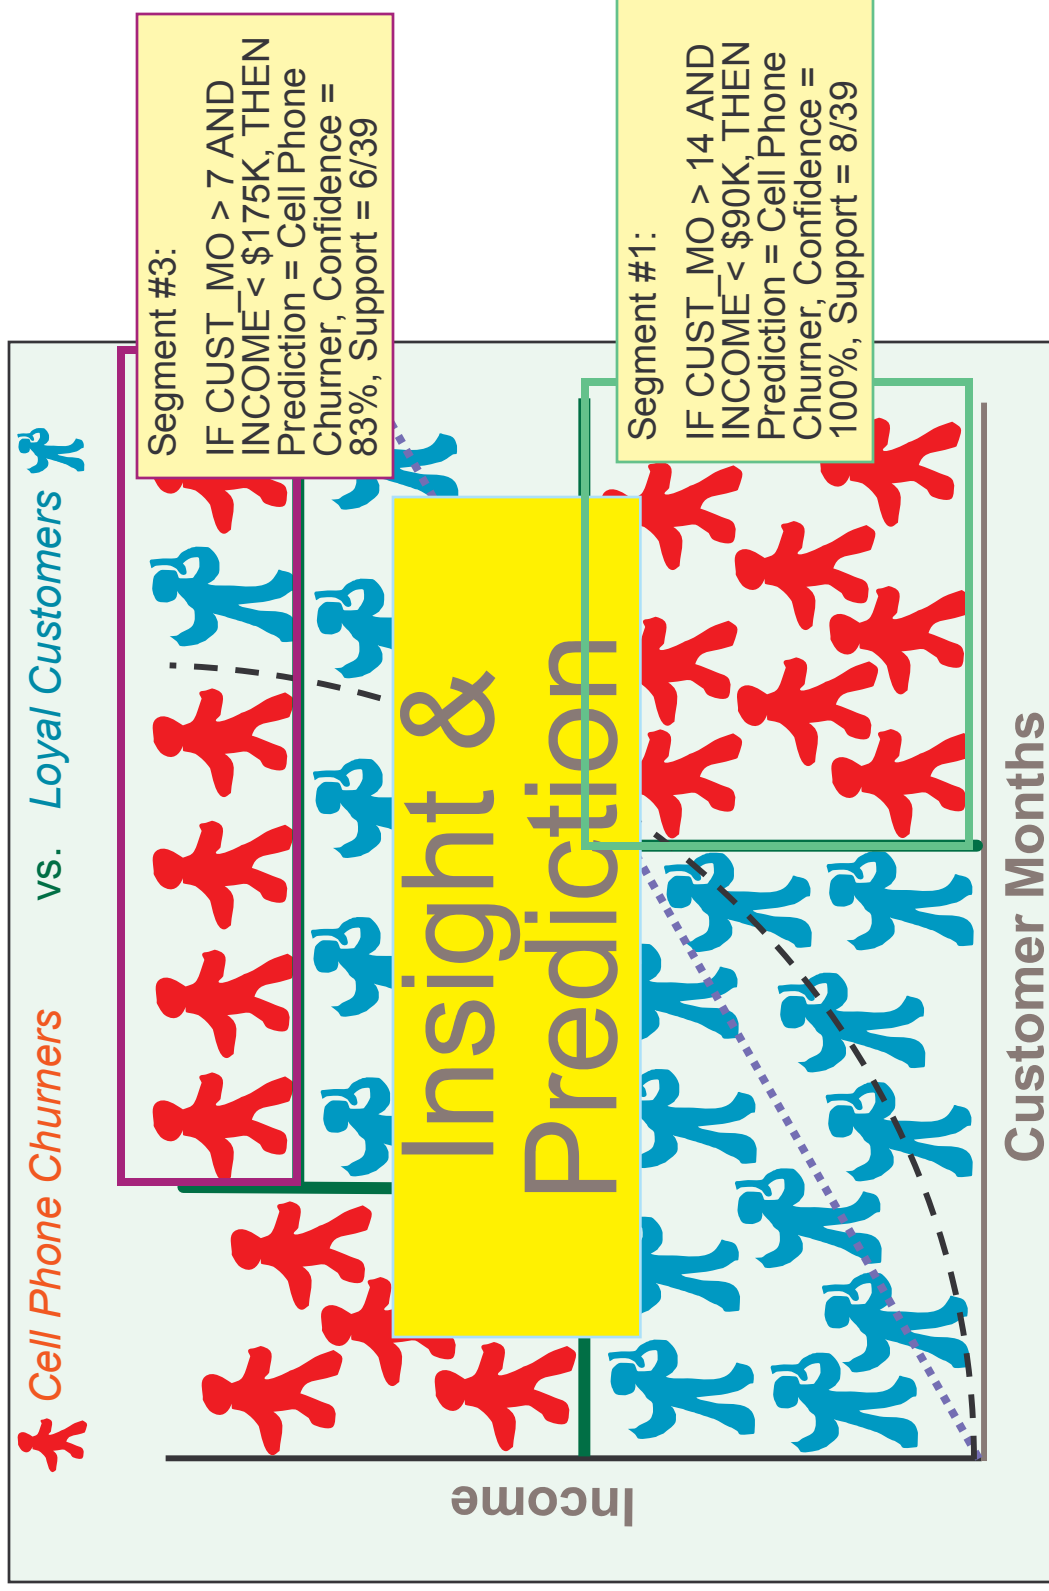 Cell Phone Churners vs. Loyal Customers
Segment #3:
IF CUST_MO > 7 AND
INCOME < $175K, THEN
Prediction = Cell Phone
Churner, Confidence =
83%, Support = 6/39
Insight &
Prediction
Segment #1:
IF CUST_MO > 14 AND
INCOME < $90K, THEN
Prediction = Cell Phone
Churner, Confidence =
100%, Support = 8/39
Income
Customer Months